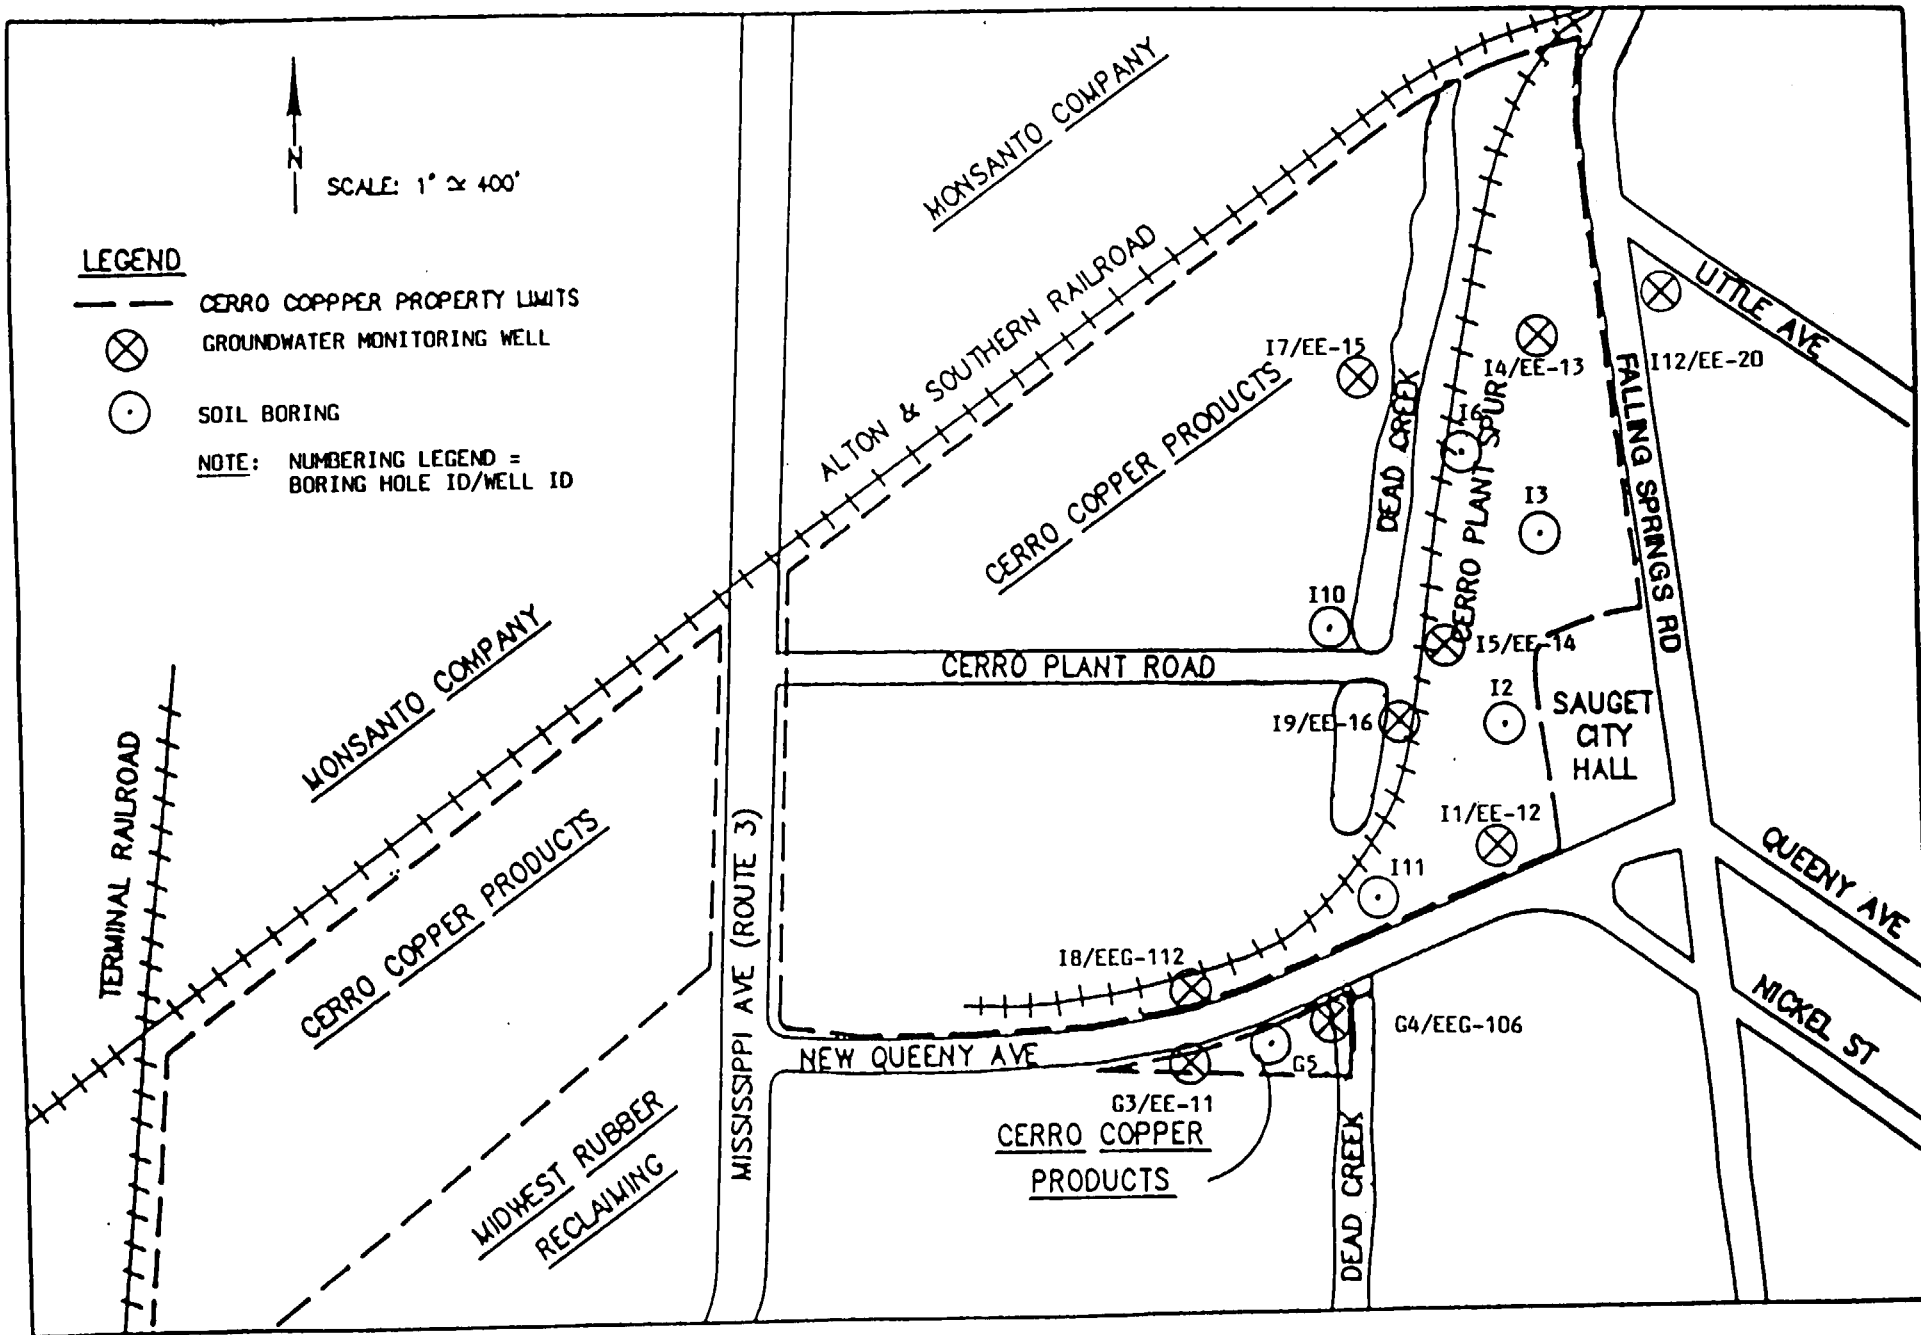 N
SCALE: 1" ≃ 400'
LEGEND
CERRO COPPPER PROPERTY LIMITS
GROUNDWATER MONITORING WELL
SOIL BORING
NOTE: NUMBERING LEGEND =
BORING HOLE ID/WELL ID
MONSANTO COMPANY
ALTON & SOUTHERN RAILROAD
CERRO COPPER PRODUCTS
I7/EE-15
DEAD CREEK
I4/EE-13
I6
CERRO PLANT SPUR
I3
LITTLE AVE
I12/EE-20
FALLING SPRINGS RD
I10
CERRO PLANT ROAD
I5/EE-14
I9/EE-16
I2
SAUGET
CITY
HALL
I1/EE-12
I11
QUEENY AVE
NICKEL ST
MONSANTO COMPANY
TERMINAL RAILROAD
CERRO COPPER PRODUCTS
MISSISSIPPI AVE (ROUTE 3)
I8/EEG-112
NEW QUEENY AVE
G4/EEG-106
G5
G3/EE-11
CERRO COPPER
PRODUCTS
DEAD CREEK
MIDWEST RUBBER
RECLAIMING